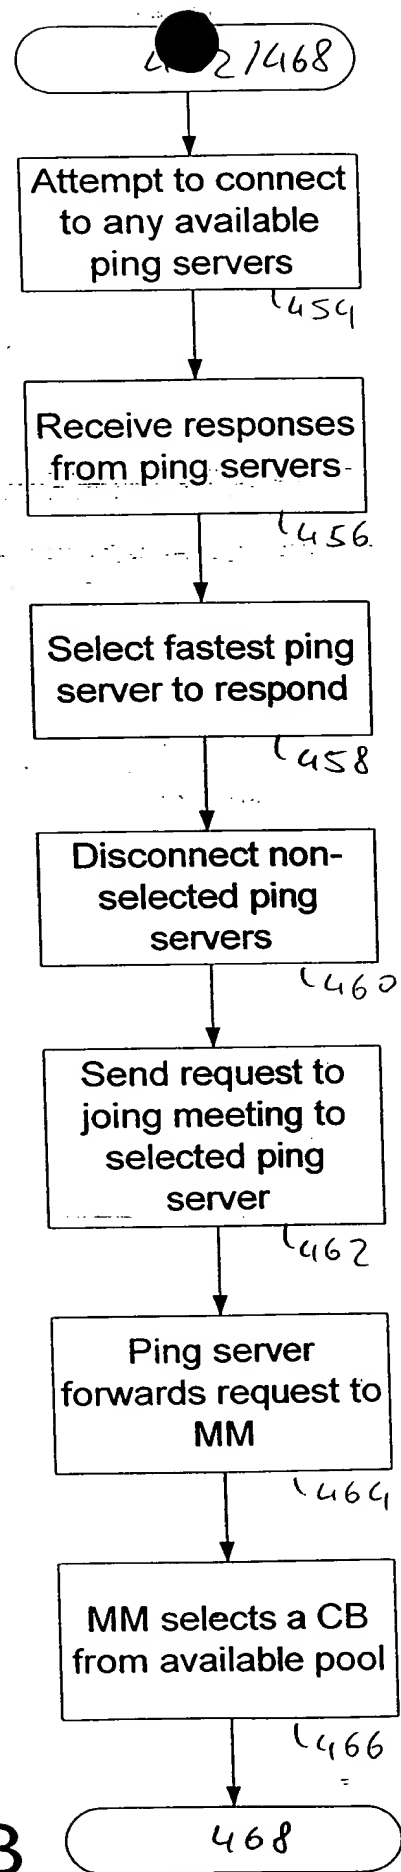 2/468
Attempt to connect
to any available
ping servers
454
Receive responses
from ping servers
456
Select fastest ping
server to respond
458
Disconnect non-
selected ping
servers
460
Send request to
joing meeting to
selected ping
server
462
Ping server
forwards request to
MM
464
MM selects a CB
from available pool
466
468